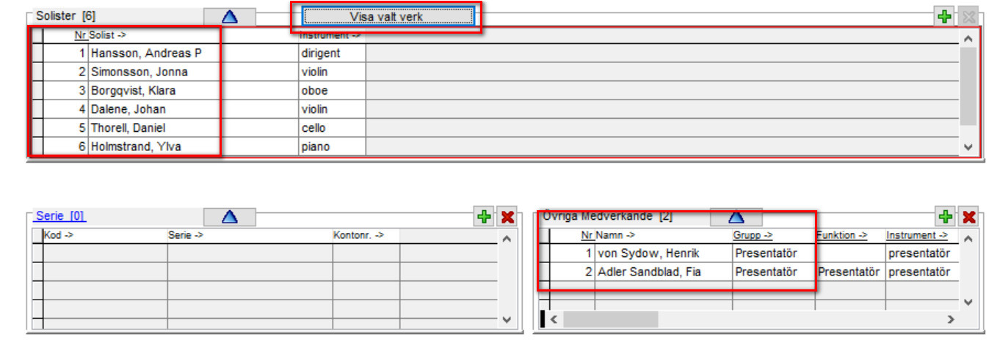 Solister [6] Visa valt verk
Nr Solist -> Instrument ->
1 Hansson, Andreas P dirigent
2 Simonsson, Jonna violin
3 Borgqvist, Klara oboe
4 Dalene, Johan violin
5 Thorell, Daniel cello
6 Holmstrand, Ylva piano
Serie [0]
Kod -> Serie -> Kontonr. ->
Övriga Medverkande [2]
Nr Namn -> Grupp -> Funktion -> Instrument ->
1 von Sydow, Henrik Presentatör presentatör
2 Adler Sandblad, Fia Presentatör Presentatör presentatör